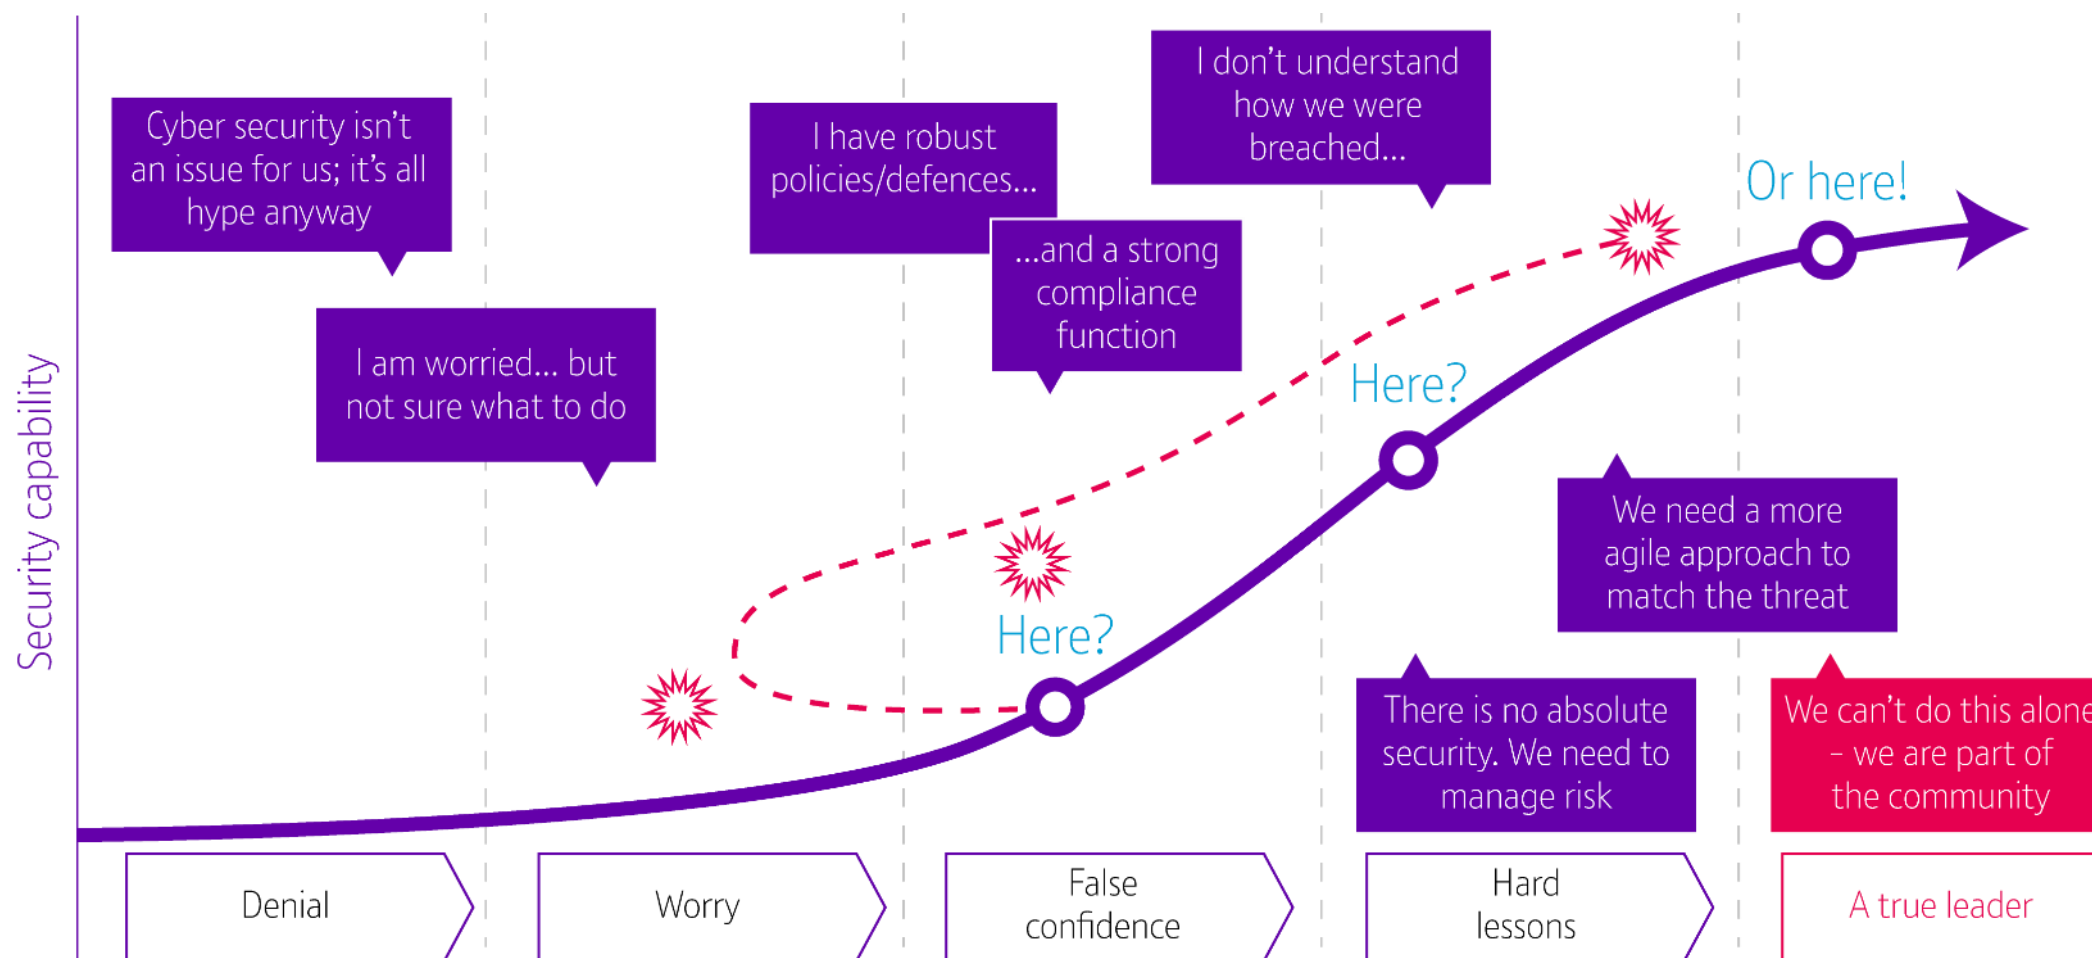 Security capability
Cyber security isn't
an issue for us; it's all
hype anyway
I am worried... but
not sure what to do
I have robust
policies/defences...
...and a strong
compliance
function
I don't understand
how we were
breached...
Or here!
Here?
Here?
We need a more
agile approach to
match the threat
There is no absolute
security. We need to
manage risk
We can't do this alone
– we are part of
the community
Denial
Worry
False
confidence
Hard
lessons
A true leader